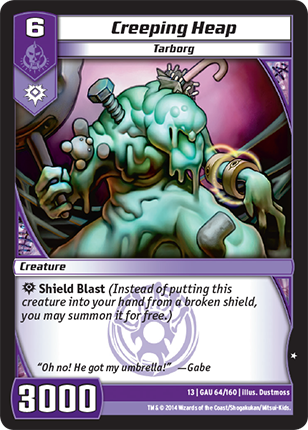 6
Creeping Heap
Tarborg
Creature
Shield Blast (Instead of putting this
creature into your hand from a broken shield,
you may summon it for free.)
"Oh no! He got my umbrella!" —Gabe
3000
13 | GAU 64/160 | Illus. Dustmoss
TM & © 2014 Wizards of the Coast/Shogakukan/Mitsui-Kids.